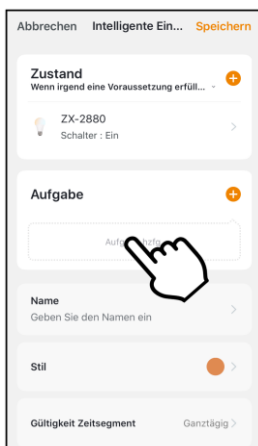 Abbrechen Intelligente Ein... Speichern
Zustand
Wenn irgend eine Voraussetzung erfüll...
ZX-2880
Schalter : Ein
Aufgabe
Name
Geben Sie den Namen ein
Stil
Gültigkeit Zeitsegment Ganztägig